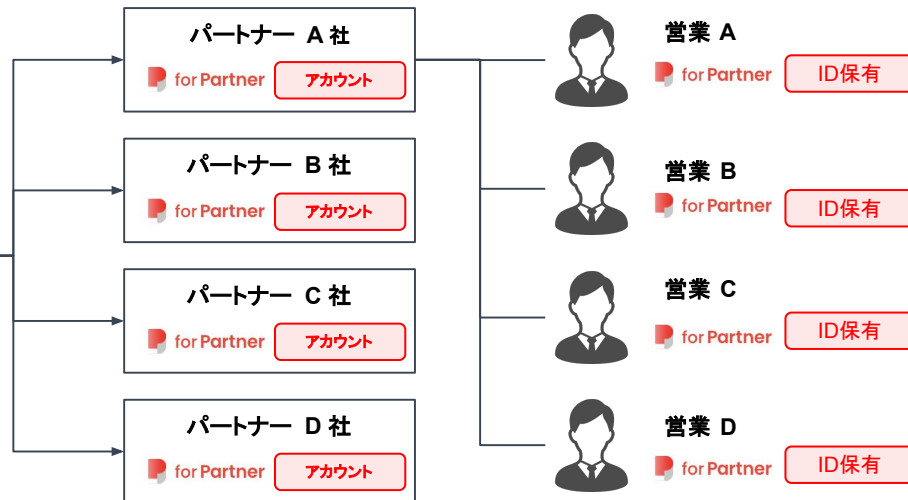 パートナー A 社
for Partner アカウント
パートナー B 社
for Partner アカウント
パートナー C 社
for Partner アカウント
パートナー D 社
for Partner アカウント
営業 A
for Partner ID保有
営業 B
for Partner ID保有
営業 C
for Partner ID保有
営業 D
for Partner ID保有